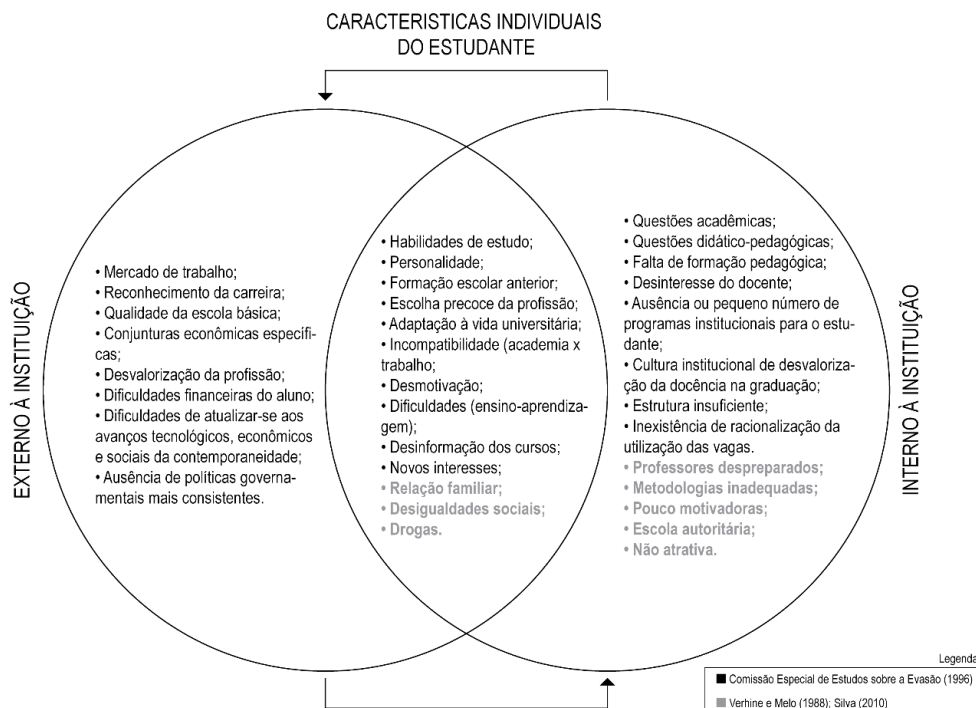 CARACTERISTICAS INDIVIDUAIS
DO ESTUDANTE
EXTERNO À INSTITUIÇÃO
• Mercado de trabalho;
• Reconhecimento da carreira;
• Qualidade da escola básica;
• Conjunturas econômicas especifi-
cas;
• Desvalorização da profissão;
• Dificuldades financeiras do aluno;
• Dificuldades de atualizar-se aos
avanços tecnológicos, econômicos
e sociais da contemporaneidade;
• Ausência de políticas governa-
mentais mais consistentes.
• Habilidades de estudo;
• Personalidade;
• Formação escolar anterior;
• Escolha precoce da profissão;
• Adaptação à vida universitária;
• Incompatibilidade (academia x
trabalho;
• Desmotivação;
• Dificuldades (ensino-aprendiza-
gem);
• Desinformação dos cursos;
• Novos interesses;
• Relação familiar;
• Desigualdades sociais;
• Drogas.
• Questões acadêmicas;
• Questões didático-pedagógicas;
• Falta de formação pedagógica;
• Desinteresse do docente;
• Ausência ou pequeno número de
programas institucionais para o estu-
dante;
• Cultura institucional de desvaloriz-
ação da docência na graduação;
• Estrutura insuficiente;
• Inexistência de racionalização da
utilização das vagas.
• Professores despreparados;
• Metodologias inadequadas;
• Pouco motivadoras;
• Escola autoritária;
• Não atrativa.
INTERNO À INSTITUIÇÃO
Legenda
Comissão Especial de Estudos sobre a Evasão (1996)
Verhine e Melo (1988); Silva (2010)